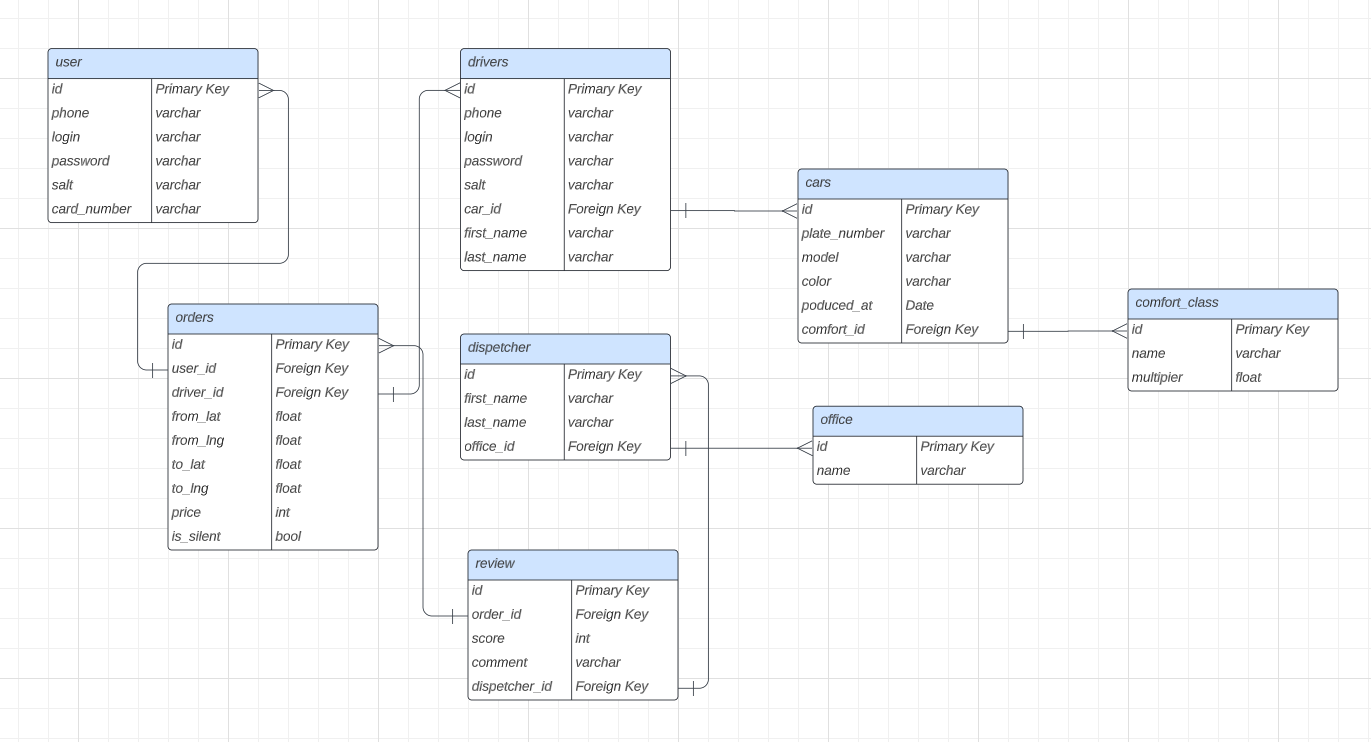 user
id Primary Key
phone varchar
login varchar
password varchar
salt varchar
card_number varchar
drivers
id Primary Key
phone varchar
login varchar
password varchar
salt varchar
car_id Foreign Key
first_name varchar
last_name varchar
cars
id Primary Key
plate_number varchar
model varchar
color varchar
poduced_at Date
comfort_id Foreign Key
comfort_class
id Primary Key
name varchar
multipier float
orders
id Primary Key
user_id Foreign Key
driver_id Foreign Key
from_lat float
from_lng float
to_lat float
to_lng float
price int
is_silent bool
dispetcher
id Primary Key
first_name varchar
last_name varchar
office_id Foreign Key
office
id Primary Key
name varchar
review
id Primary Key
order_id Foreign Key
score int
comment varchar
dispetcher_id Foreign Key